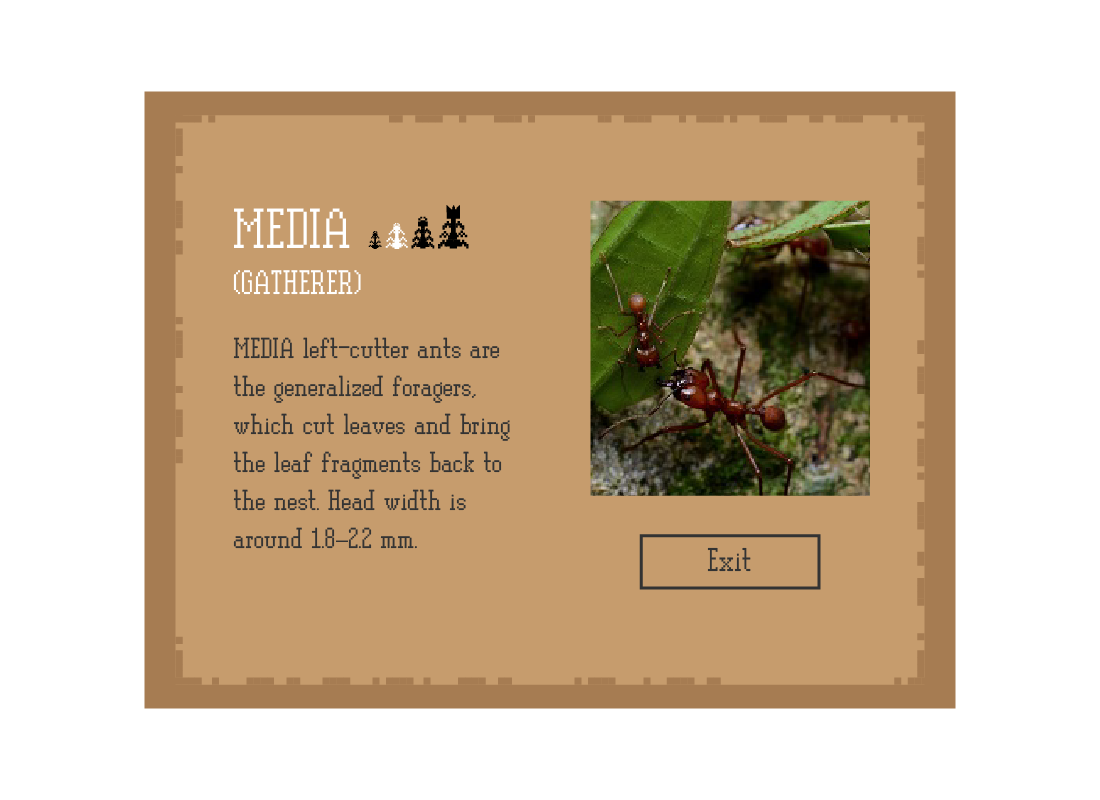 MEDIA
(GATHERER)
MEDIA left-cutter ants are
the generalized foragers,
which cut leaves and bring
the leaf fragments back to
the nest. Head width is
around 1.8-2.2 mm.
Exit